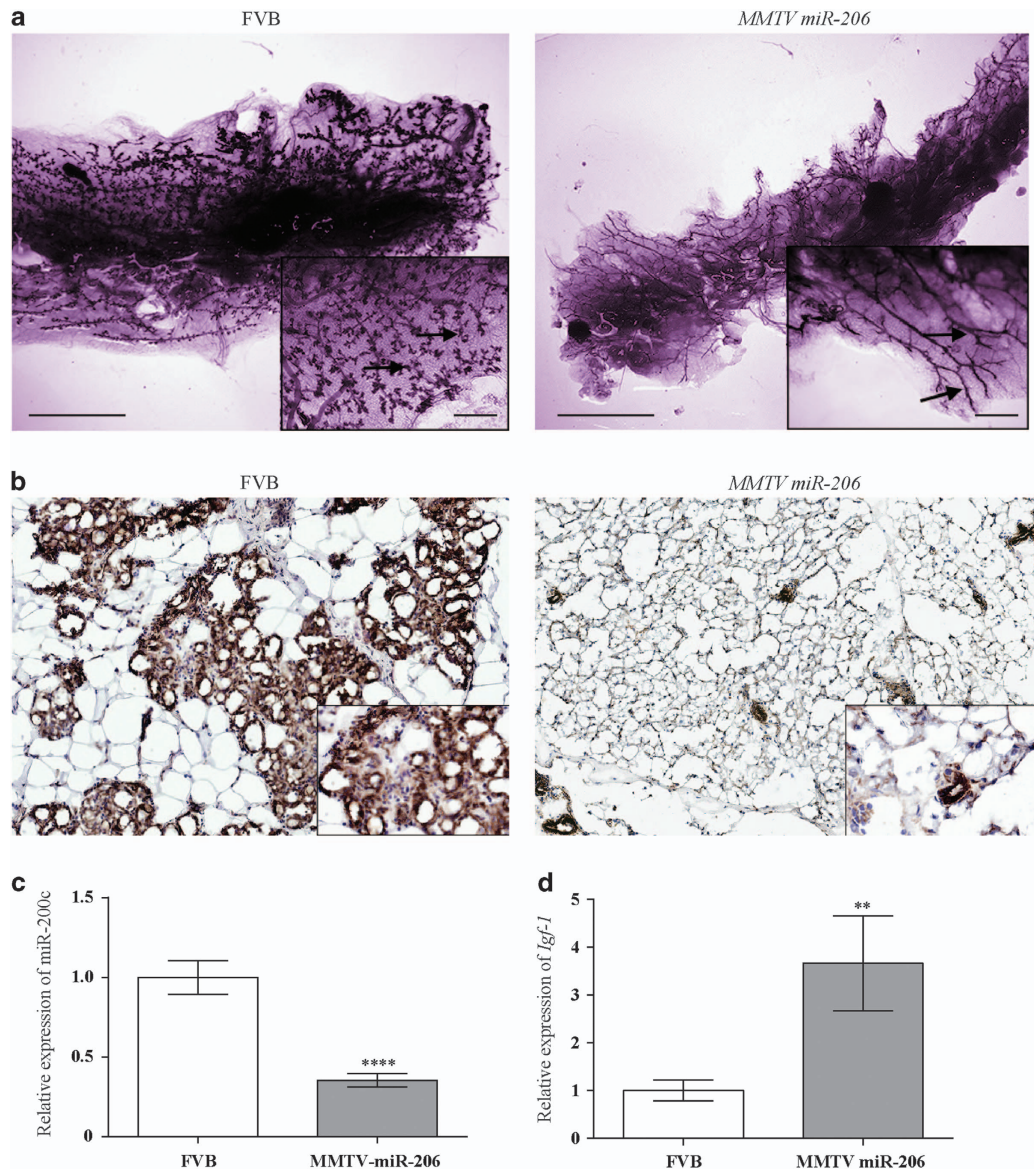 a
FVB
MMTV miR-206
b
FVB
MMTV miR-206
c
Relative expression of miR-200c
1.5
1.0
0.5
0
****
FVB
MMTV-miR-206
d
Relative expression of Igf-1
5
4
3
2
1
0
**
FVB
MMTV miR-206